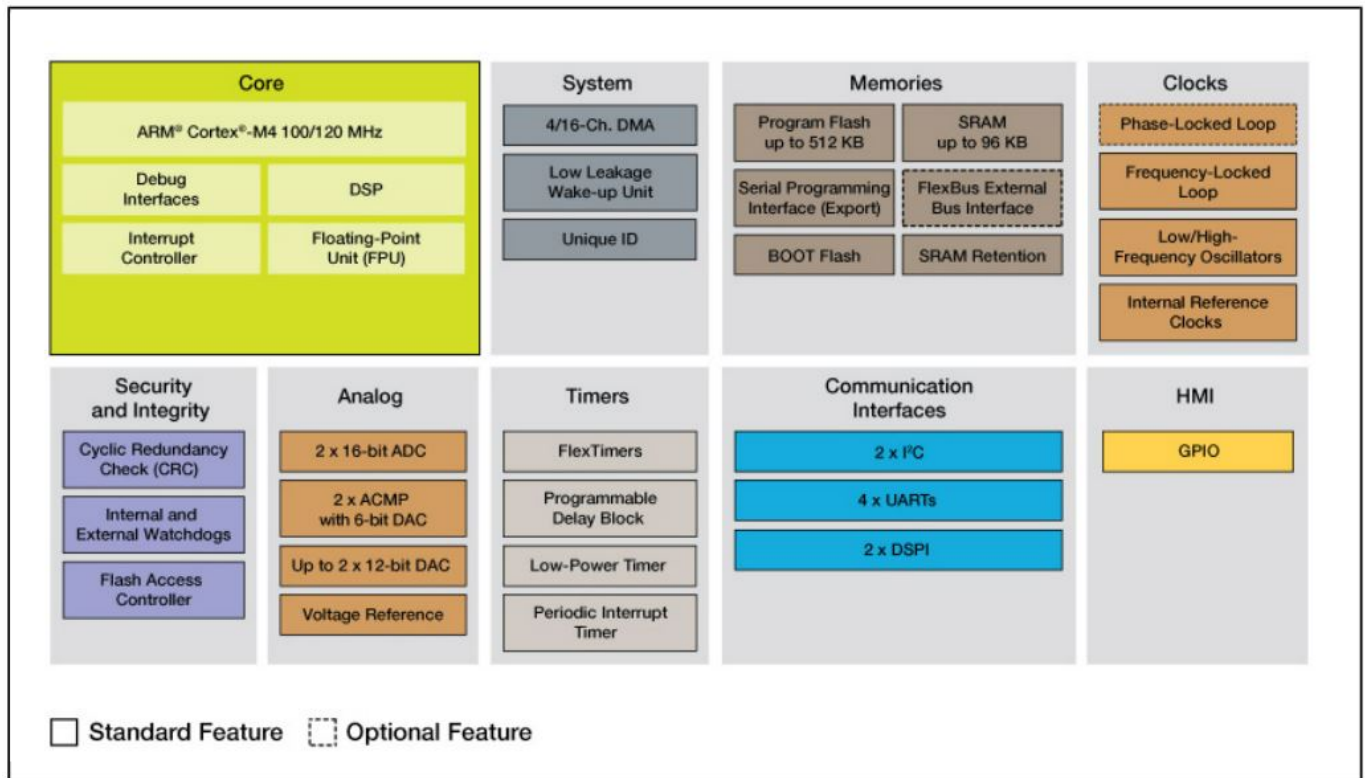 Core
ARM® Cortex®-M4 100/120 MHz
Debug
Interfaces
DSP
Interrupt
Controller
Floating-Point
Unit (FPU)
System
4/16-Ch. DMA
Low Leakage
Wake-up Unit
Unique ID
Memories
Program Flash
up to 512 KB
SRAM
up to 96 KB
Serial Programming
Interface (Export)
FlexBus External
Bus Interface
BOOT Flash
SRAM Retention
Clocks
Phase-Locked Loop
Frequency-Locked
Loop
Low/High-
Frequency Oscillators
Internal Reference
Clocks
Security
and Integrity
Cyclic Redundancy
Check (CRC)
Internal and
External Watchdogs
Flash Access
Controller
Analog
2 x 16-bit ADC
2 x ACMP
with 6-bit DAC
Up to 2 x 12-bit DAC
Voltage Reference
Timers
FlexTimers
Programmable
Delay Block
Low-Power Timer
Periodic Interrupt
Timer
Communication
Interfaces
2 x I²C
4 x UARTs
2 x DSPI
HMI
GPIO
Standard Feature
Optional Feature